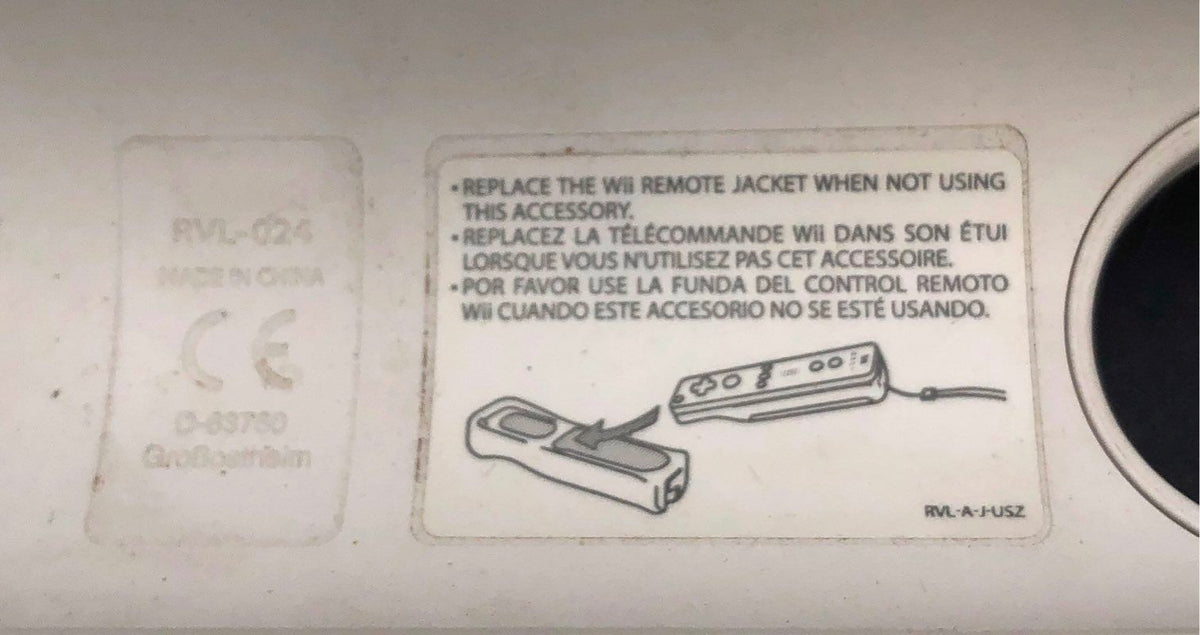 RVL-024
MADE IN CHINA
CE
D-63760
Großostheim
•REPLACE THE Wii REMOTE JACKET WHEN NOT USING
THIS ACCESSORY.
•REPLACEZ LA TÉLÉCOMMANDE Wii DANS SON ÉTUI
LORSQUE VOUS N'UTILISEZ PAS CET ACCESSOIRE.
•POR FAVOR USE LA FUNDA DEL CONTROL REMOTO
Wii CUANDO ESTE ACCESORIO NO SE ESTÉ USANDO.
RVL-A-J-USZ